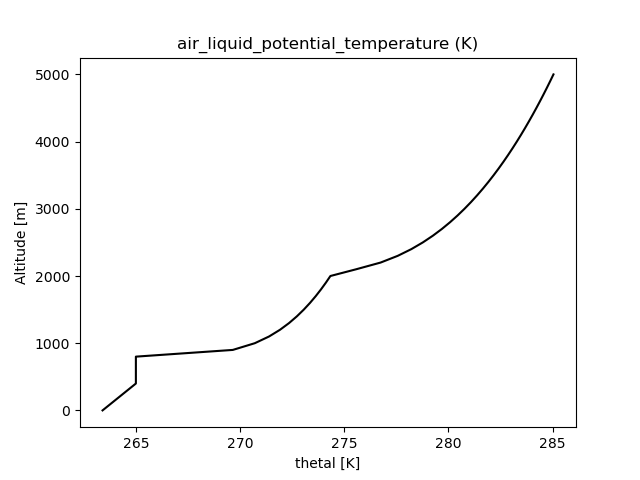 air_liquid_potential_temperature (K)
5000
4000
3000
2000
1000
0
Altitude [m]
265 270 275 280 285
thetal [K]